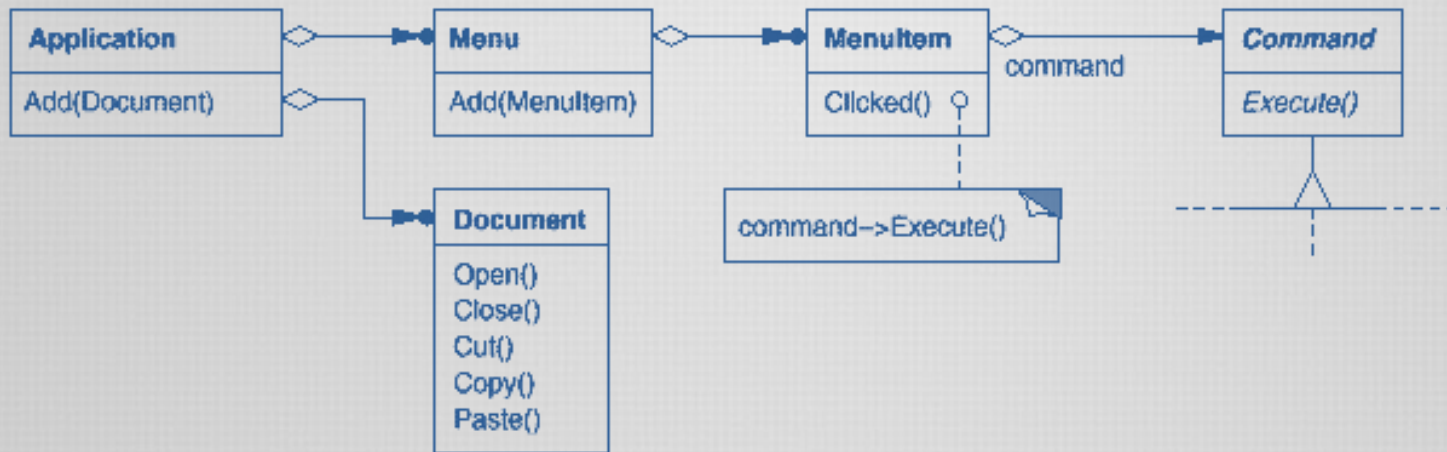 Application
Add(Document)
Menu
Add(MenuItem)
MenuItem
Clicked()
command
Command
Execute()
command->Execute()
Document
Open()
Close()
Cut()
Copy()
Paste()